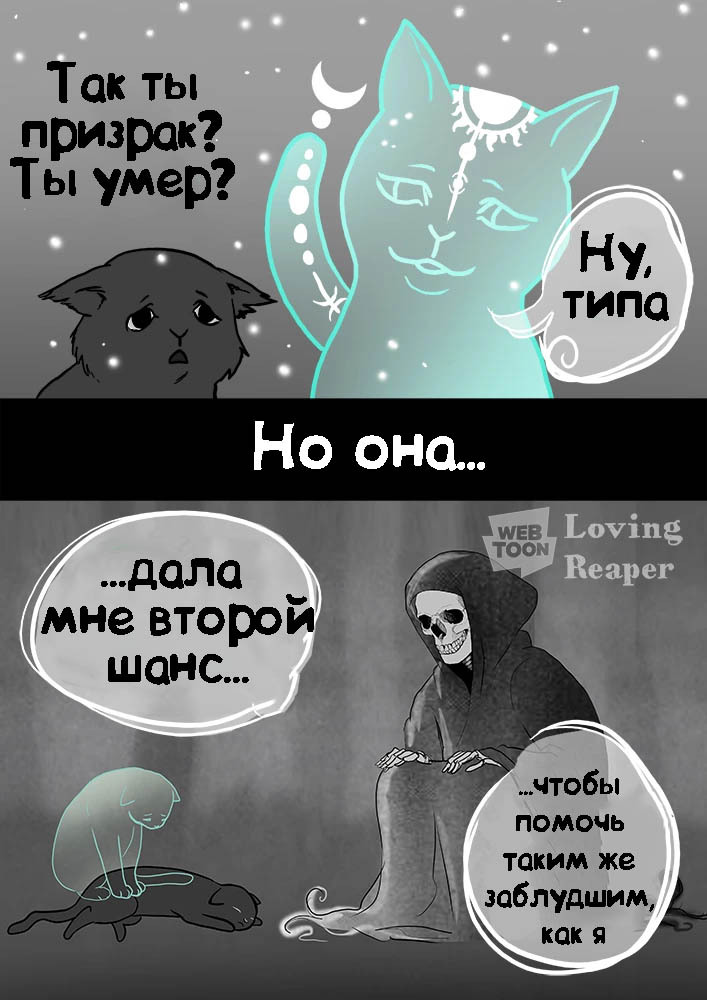 Так ты
призрак?
Ты умер?
Ну,
типа
Но она...
WEB
TOON
Loving
Reaper
...дала
мне второй
шанс...
...чтобы
помочь
таким же
заблудшим,
как я